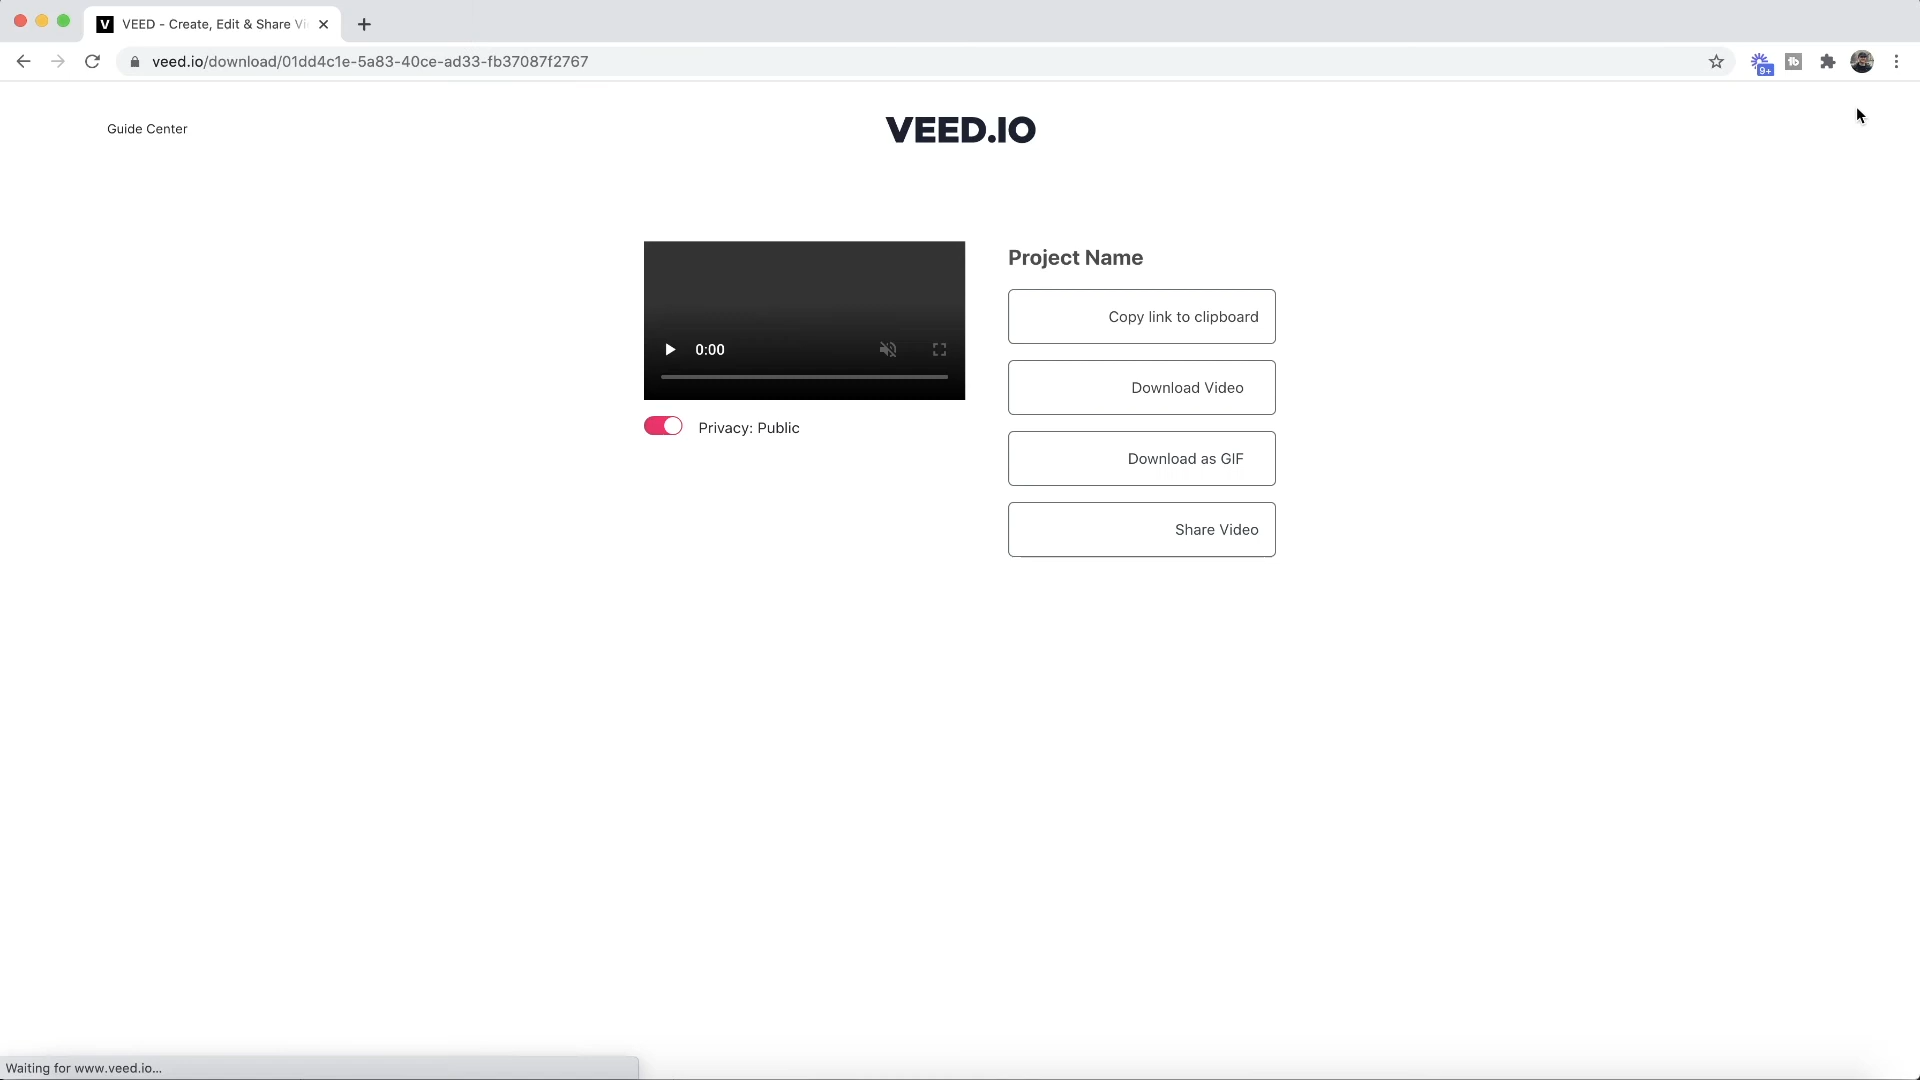 V VEED - Create, Edit & Share Vi
veed.io/download/01dd4c1e-5a83-40ce-ad33-fb37087f2767
9+
tb
Guide Center
VEED.IO
Project Name
Copy link to clipboard
0:00
Download Video
Privacy: Public
Download as GIF
Share Video
Waiting for www.veed.io...